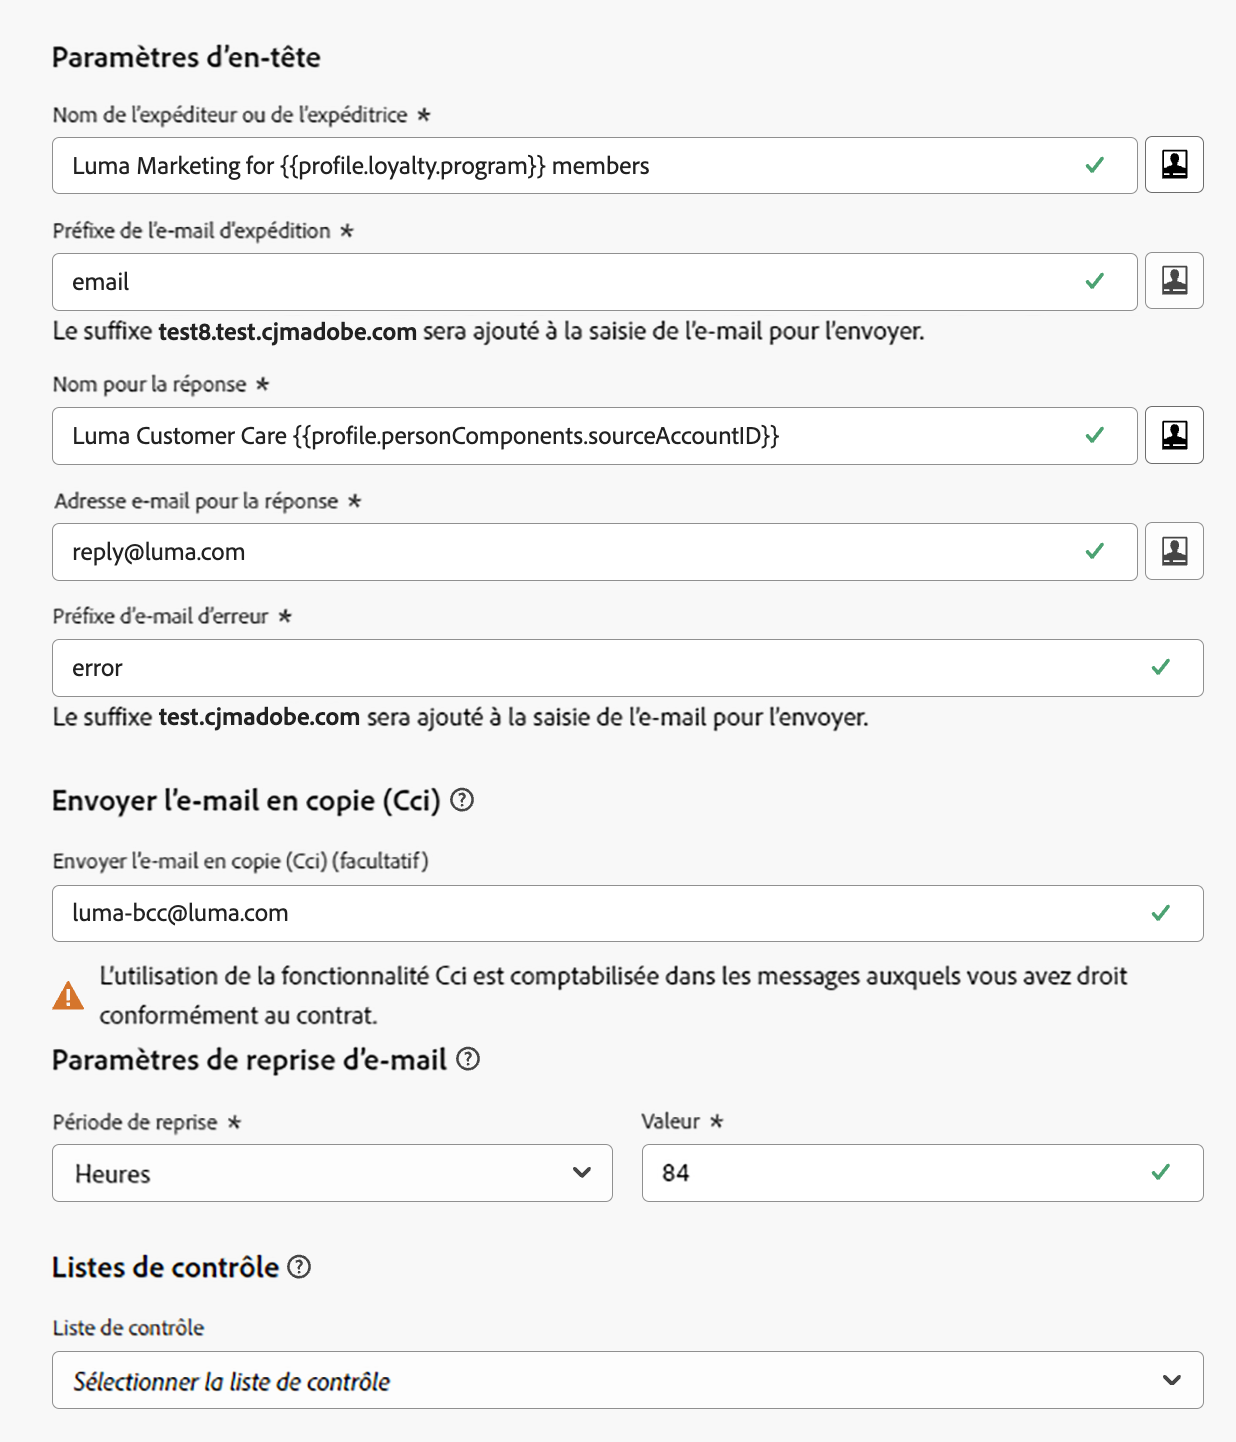 Paramètres d’en-tête
Nom de l’expéditeur ou de l’expéditrice *
Luma Marketing for {{profile.loyalty.program}} members
Préfixe de l’e-mail d’expédition *
email
Le suffixe test8.test.cjmadobe.com sera ajouté à la saisie de l’e-mail pour l’envoyer.
Nom pour la réponse *
Luma Customer Care {{profile.personComponents.sourceAccountID}}
Adresse e-mail pour la réponse *
reply@luma.com
Préfixe d’e-mail d’erreur *
error
Le suffixe test.cjmadobe.com sera ajouté à la saisie de l’e-mail pour l’envoyer.
Envoyer l’e-mail en copie (Cci)
Envoyer l’e-mail en copie (Cci) (facultatif)
luma-bcc@luma.com
L’utilisation de la fonctionnalité Cci est comptabilisée dans les messages auxquels vous avez droit
conformément au contrat.
Paramètres de reprise d’e-mail
Période de reprise * Valeur *
Heures 84
Listes de contrôle
Liste de contrôle
Sélectionner la liste de contrôle